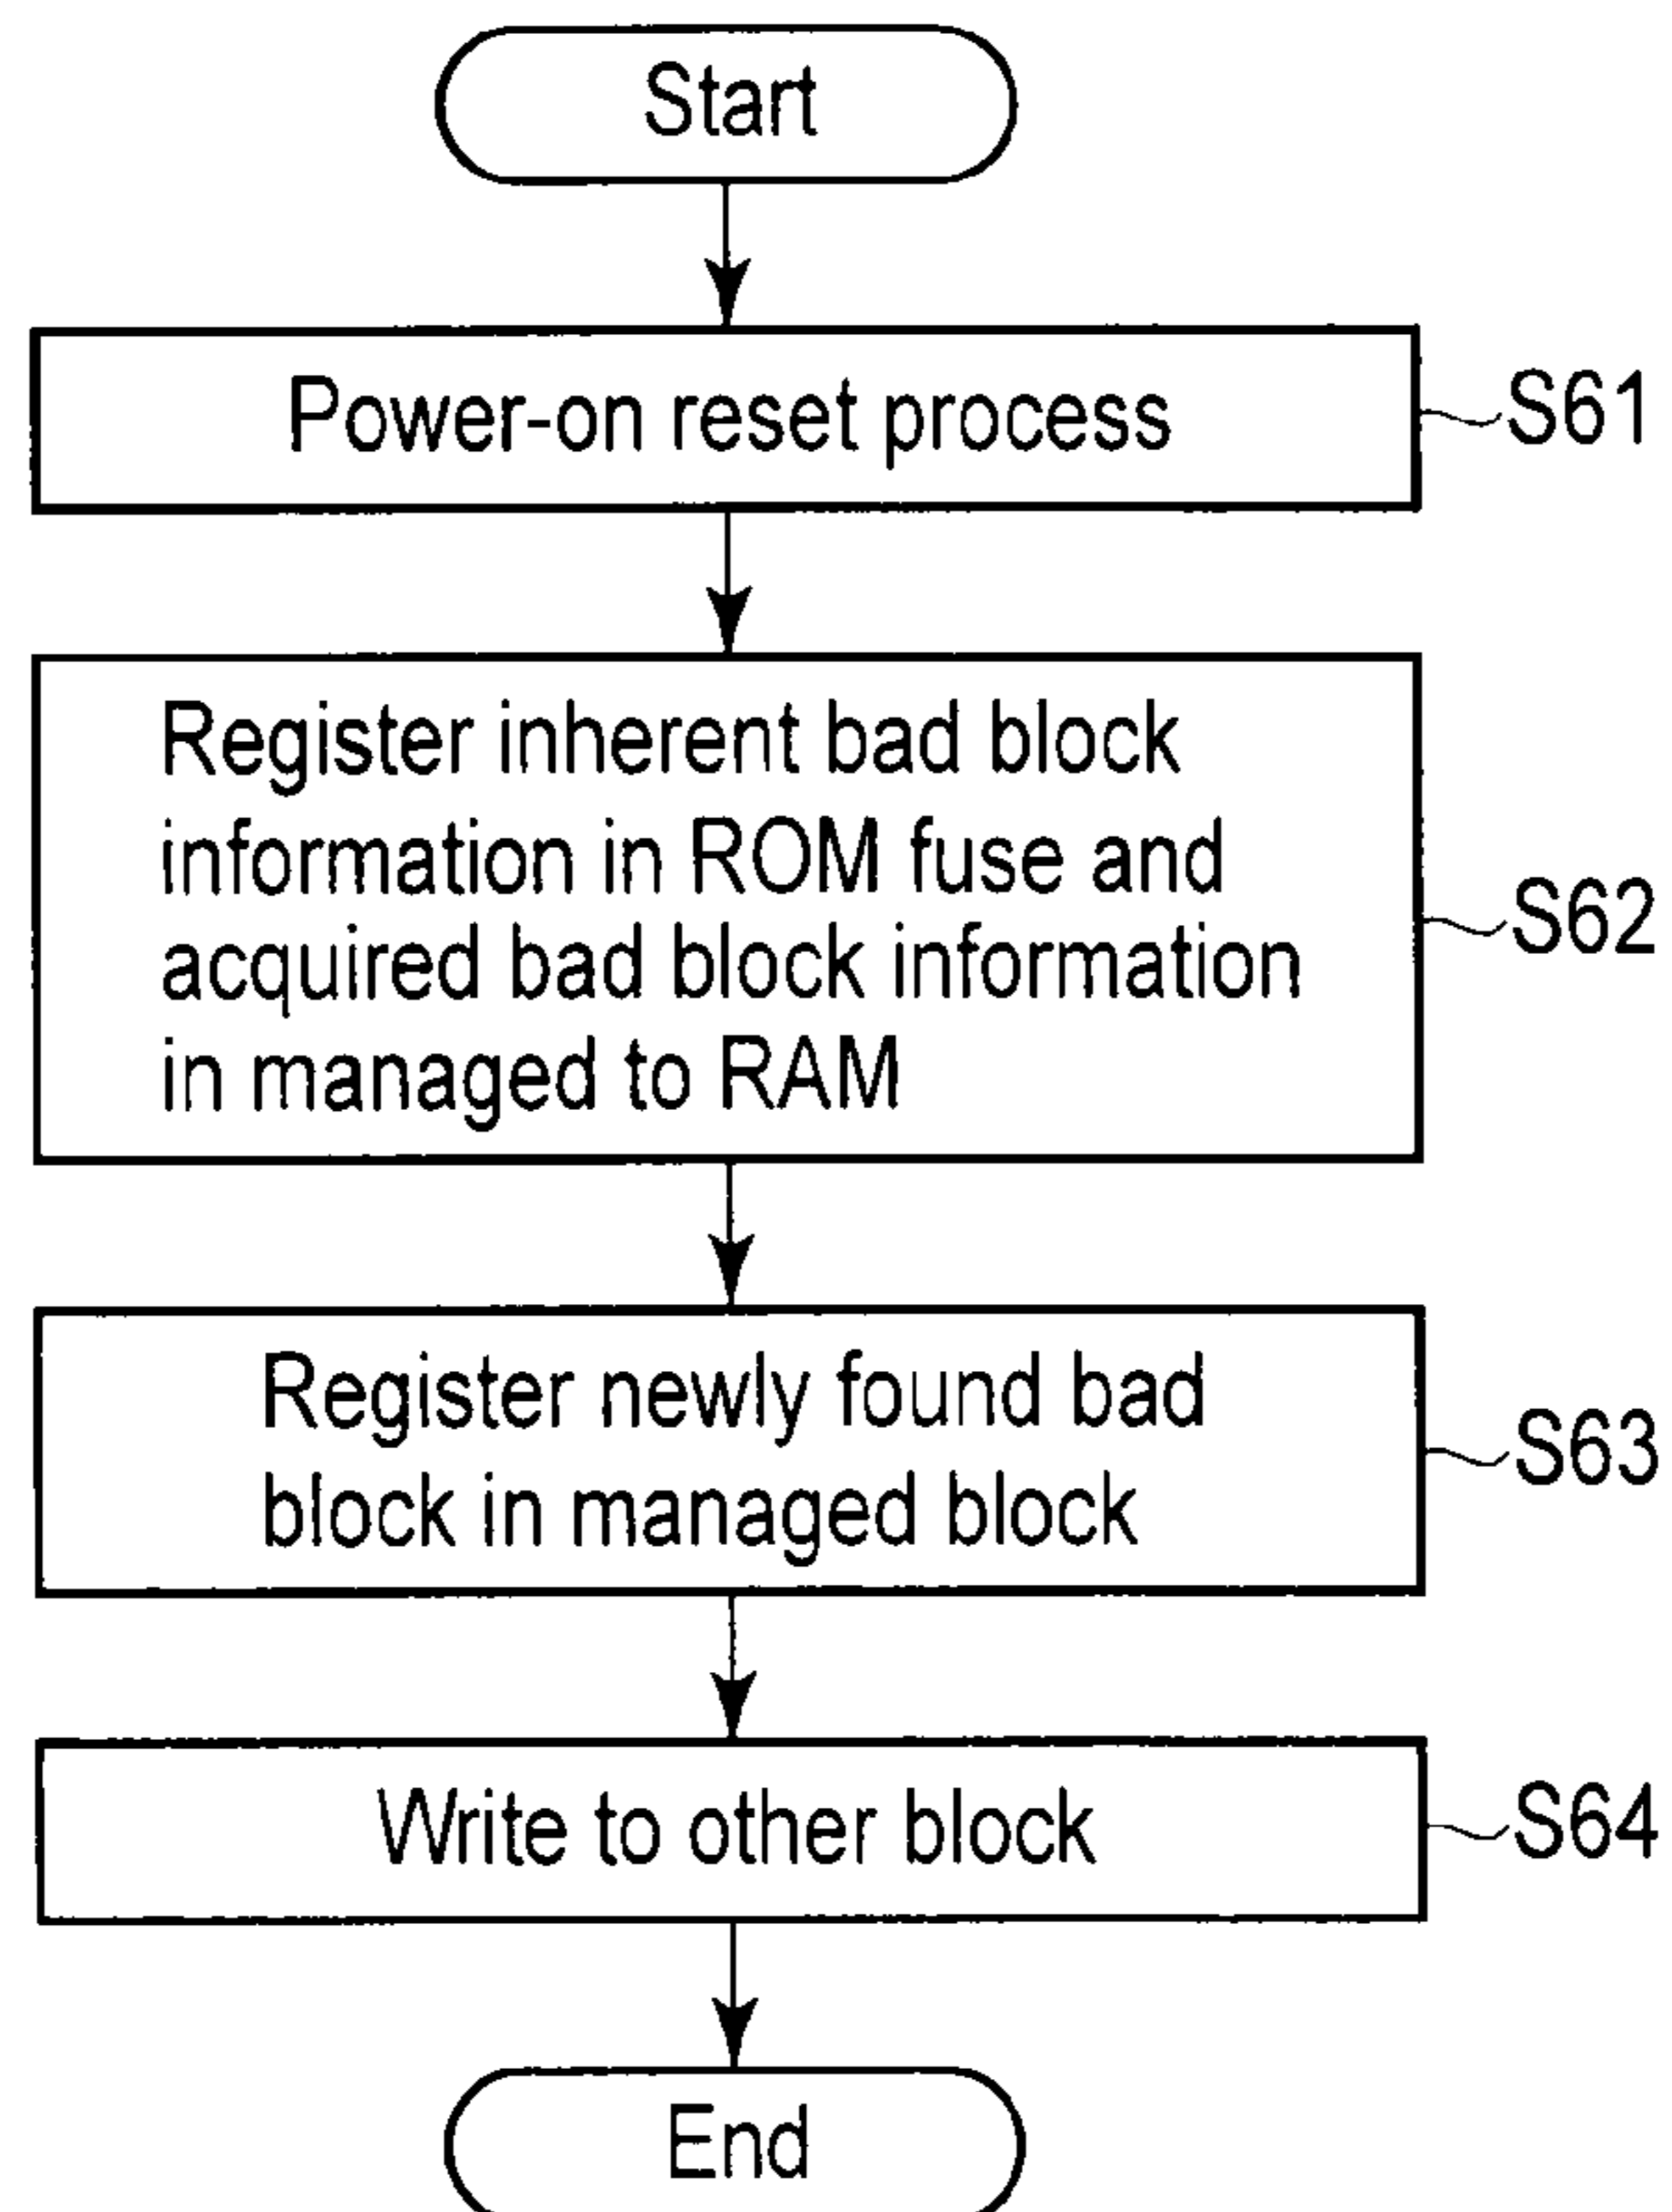 Start
Power-on reset process
S61
Register inherent bad block
information in ROM fuse and
acquired bad block information
in managed to RAM
S62
Register newly found bad
block in managed block
S63
Write to other block
S64
End